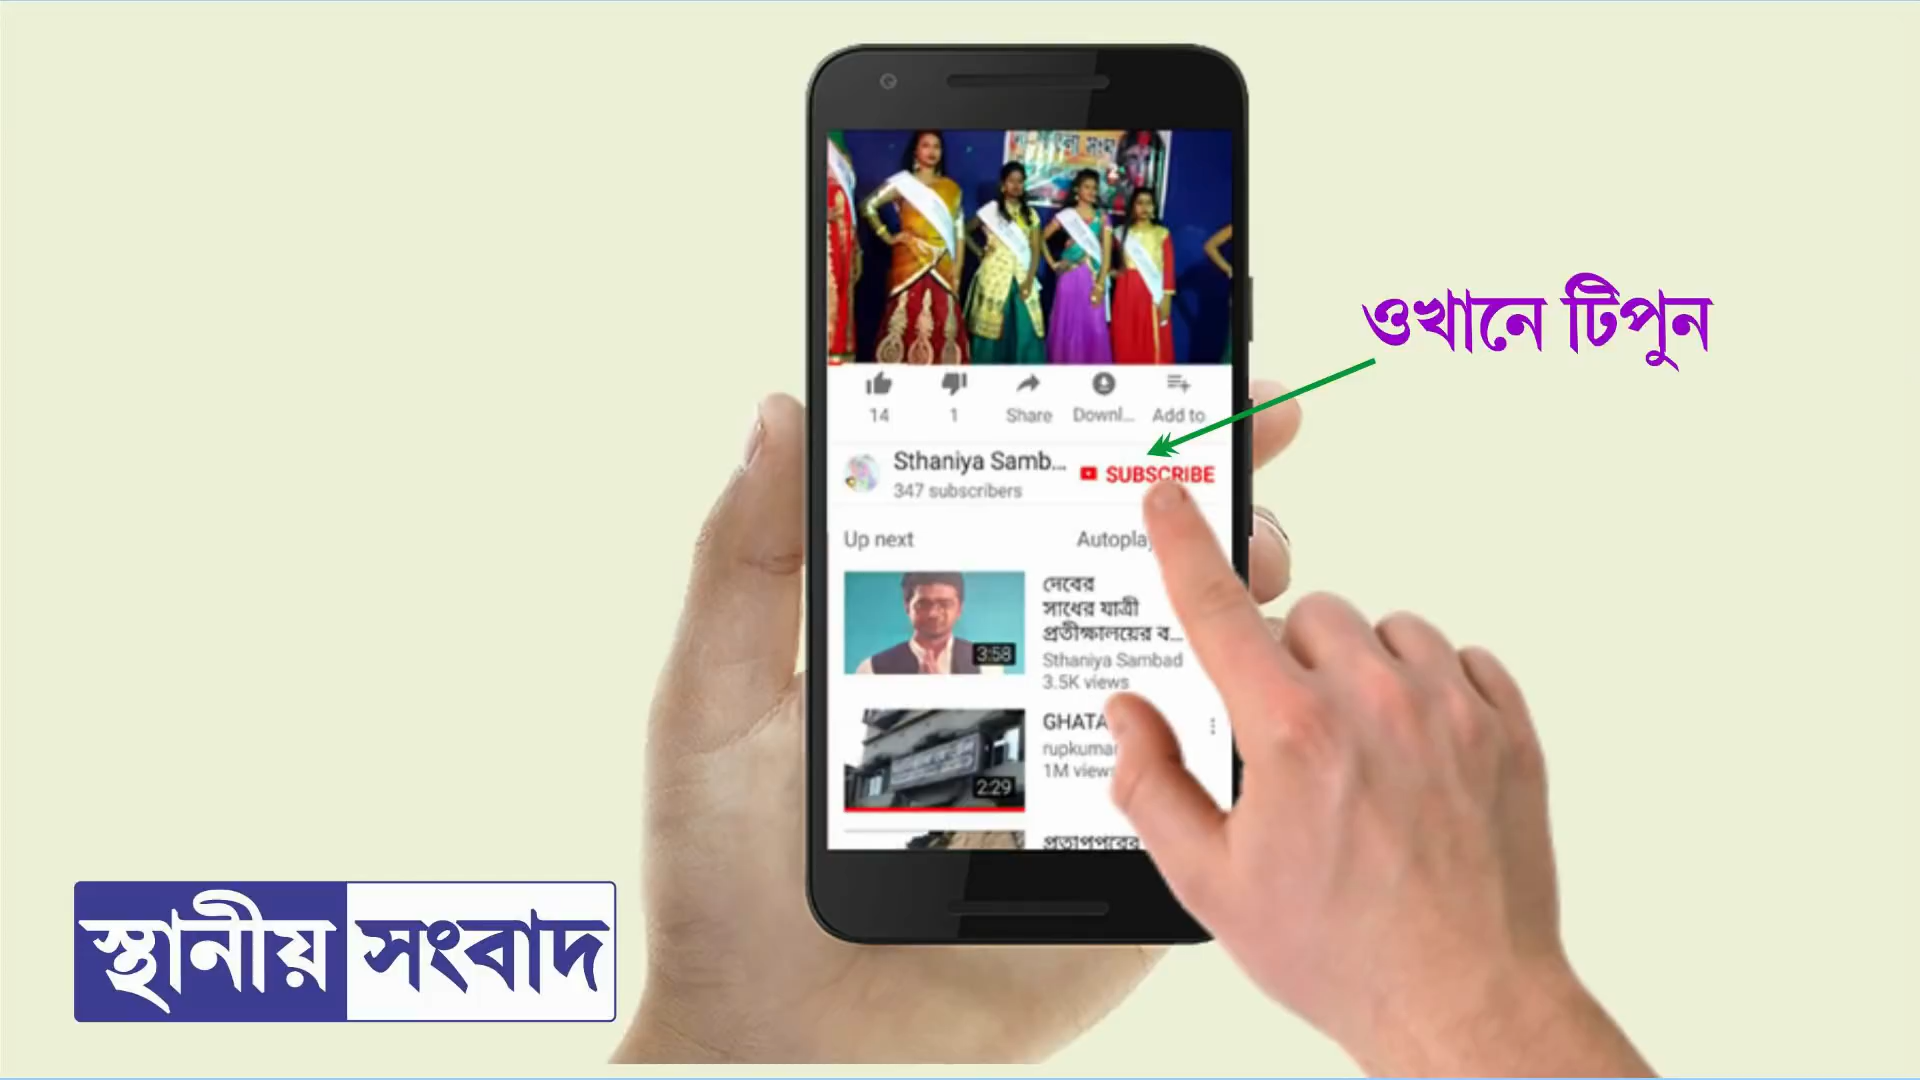 ওখানে টিপুন
14
1
Share
Downl...
Add to
Sthaniya Samb...
347 subscribers
SUBSCRIBE
Up next
Autoplay
দেবের
সাধের যাত্রী
প্রতীক্ষালয়ের ব...
Sthaniya Sambad
3.5K views
3:58
GHATA
rupkumar
1M views
2:29
স্থানীয় সংবাদ